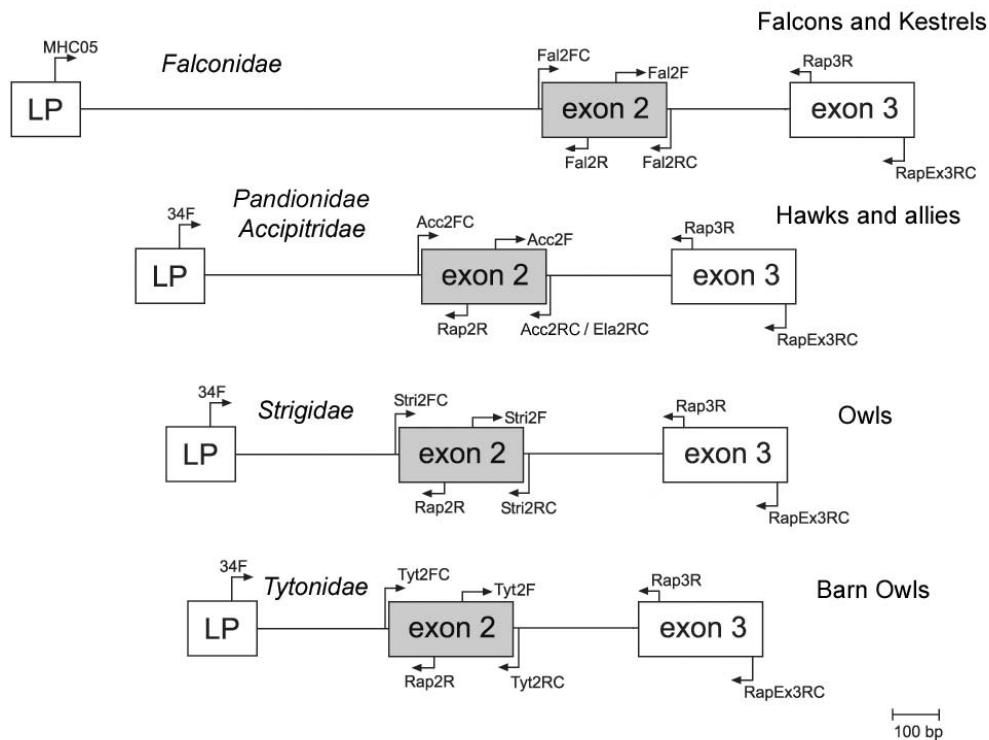 Falcons and Kestrels
MHC05
Falconidae
Fal2FC
Fal2F
Rap3R
LP
exon 2
exon 3
Fal2R
Fal2RC
RapEx3RC
Pandionidae
Accipitridae
Hawks and allies
34F
Acc2FC
Acc2F
Rap3R
LP
exon 2
exon 3
Rap2R
Acc2RC / Ela2RC
RapEx3RC
34F
Strigidae
Stri2FC
Stri2F
Rap3R
Owls
LP
exon 2
exon 3
Rap2R
Stri2RC
RapEx3RC
34F
Tytonidae
Tyt2FC
Tyt2F
Rap3R
Barn Owls
LP
exon 2
exon 3
Rap2R
Tyt2RC
RapEx3RC
100 bp